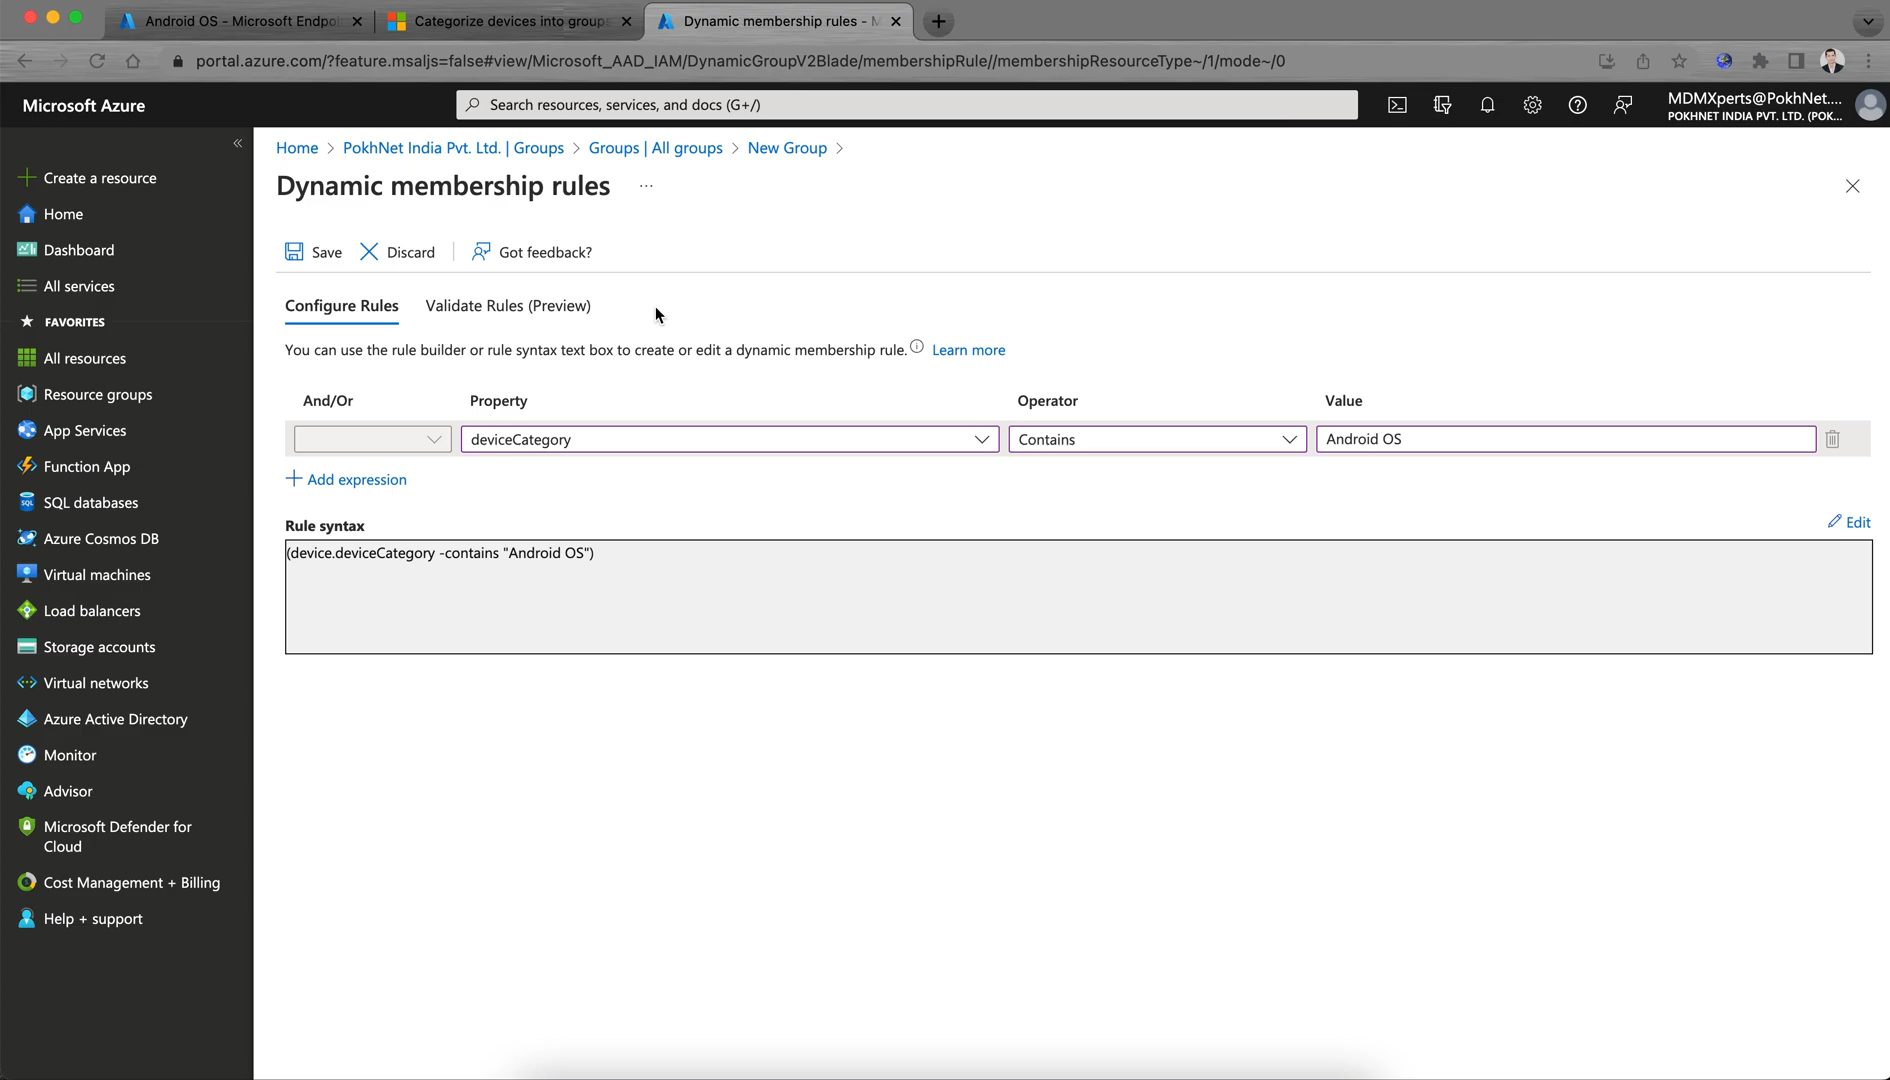 Android OS - Microsoft Endpoi
Categorize devices into groups
Dynamic membership rules - M
portal.azure.com/?feature.msaljs=false#view/Microsoft_AAD_IAM/DynamicGroupV2Blade/membershipRule//membershipResourceType~/1/mode~/0
Microsoft Azure
Search resources, services, and docs (G+/)
MDMXperts@PokhNet....
POKHNET INDIA PVT. LTD. (POK...
Create a resource
Home
Dashboard
All services
FAVORITES
All resources
Resource groups
App Services
Function App
SQL databases
Azure Cosmos DB
Virtual machines
Load balancers
Storage accounts
Virtual networks
Azure Active Directory
Monitor
Advisor
Microsoft Defender for
Cloud
Cost Management + Billing
Help + support
Home > PokhNet India Pvt. Ltd. | Groups > Groups | All groups > New Group >
Dynamic membership rules ...
Save Discard Got feedback?
Configure Rules Validate Rules (Preview)
You can use the rule builder or rule syntax text box to create or edit a dynamic membership rule. Learn more
And/Or Property Operator Value
deviceCategory Contains Android OS
Add expression
Rule syntax
Edit
(device.deviceCategory -contains "Android OS")